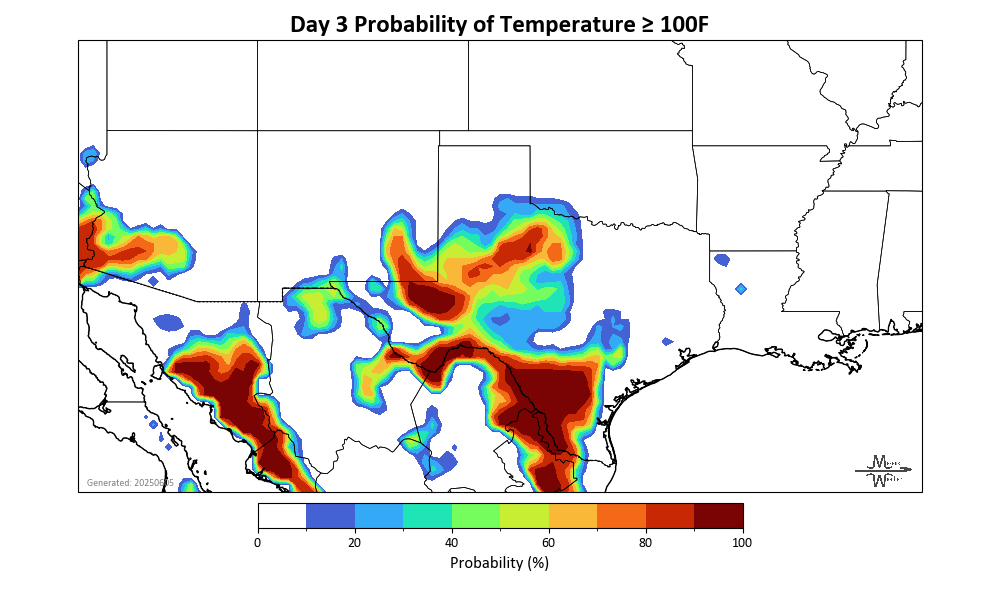 Day 3 Probability of Temperature ≥ 100F
Generated: 20250605
0 20 40 60 80 100
Probability (%)